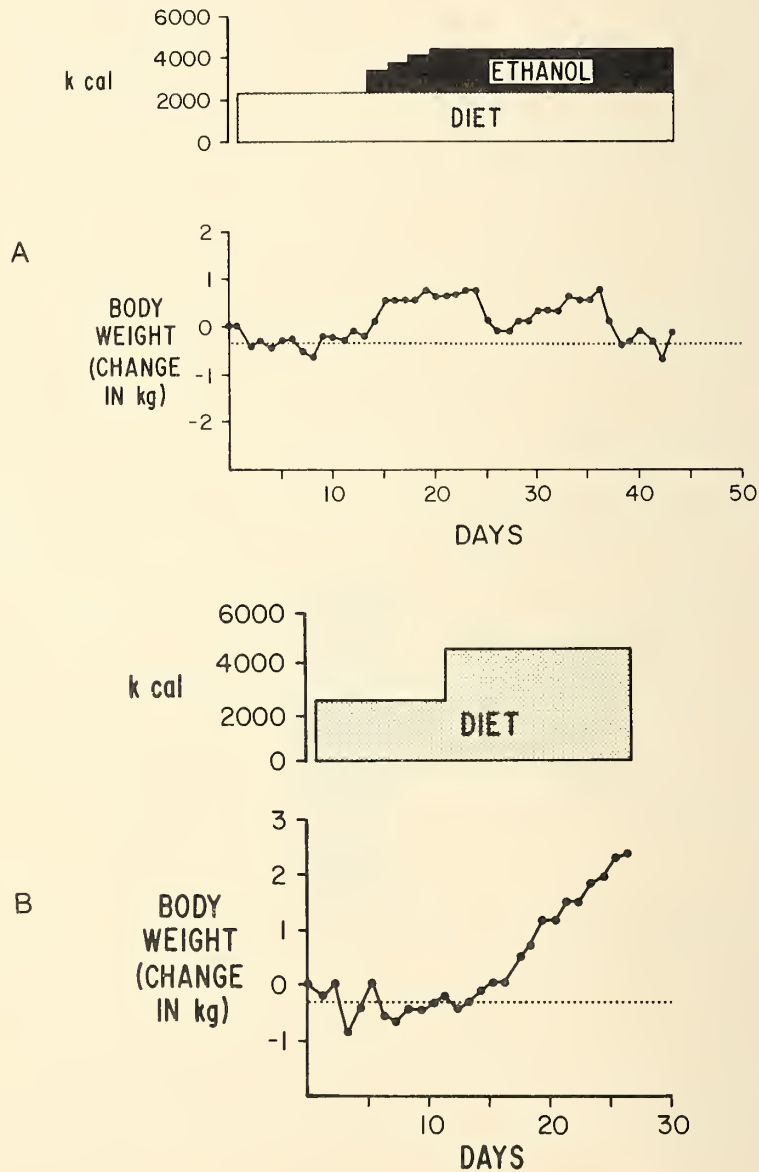 6000
4000
k cal
2000
0
ETHANOL
DIET
A
2
1
0
-1
-2
BODY
WEIGHT
(CHANGE
IN kg)
10 20 30 40 50
DAYS
6000
4000
k cal
2000
0
DIET
B
3
2
1
0
-1
BODY
WEIGHT
(CHANGE
IN kg)
10 20 30
DAYS